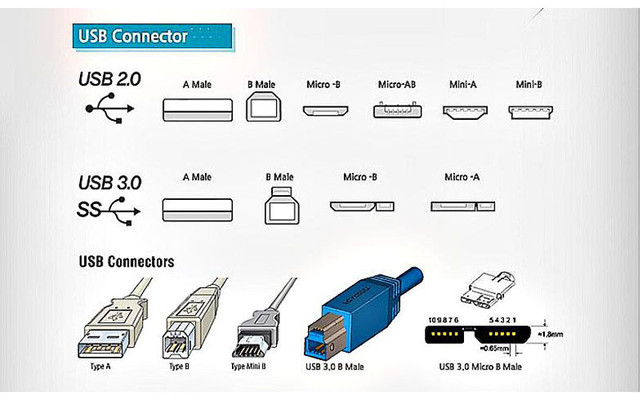 USB Connector
USB 2.0
A Male
B Male
Micro -B
Micro-AB
Mini-A
Mini-B
USB 3.0
SS
A Male
B Male
Micro -B
Micro -A
USB Connectors
Type A
Type B
Type Mini B
USB 3,0 B Male
10 9 8 7 6
5 4 3 2 1
≈1.8mm
≈0.65mm
USB 3,0 Micro B Male